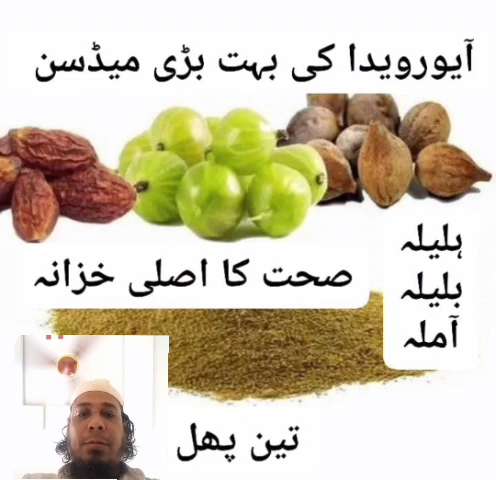 آیورویدا کی بہت بڑی میڈسن
ہلیلہ
بلیلہ
آملہ
صحت کا اصلی خزانہ
تین پھل